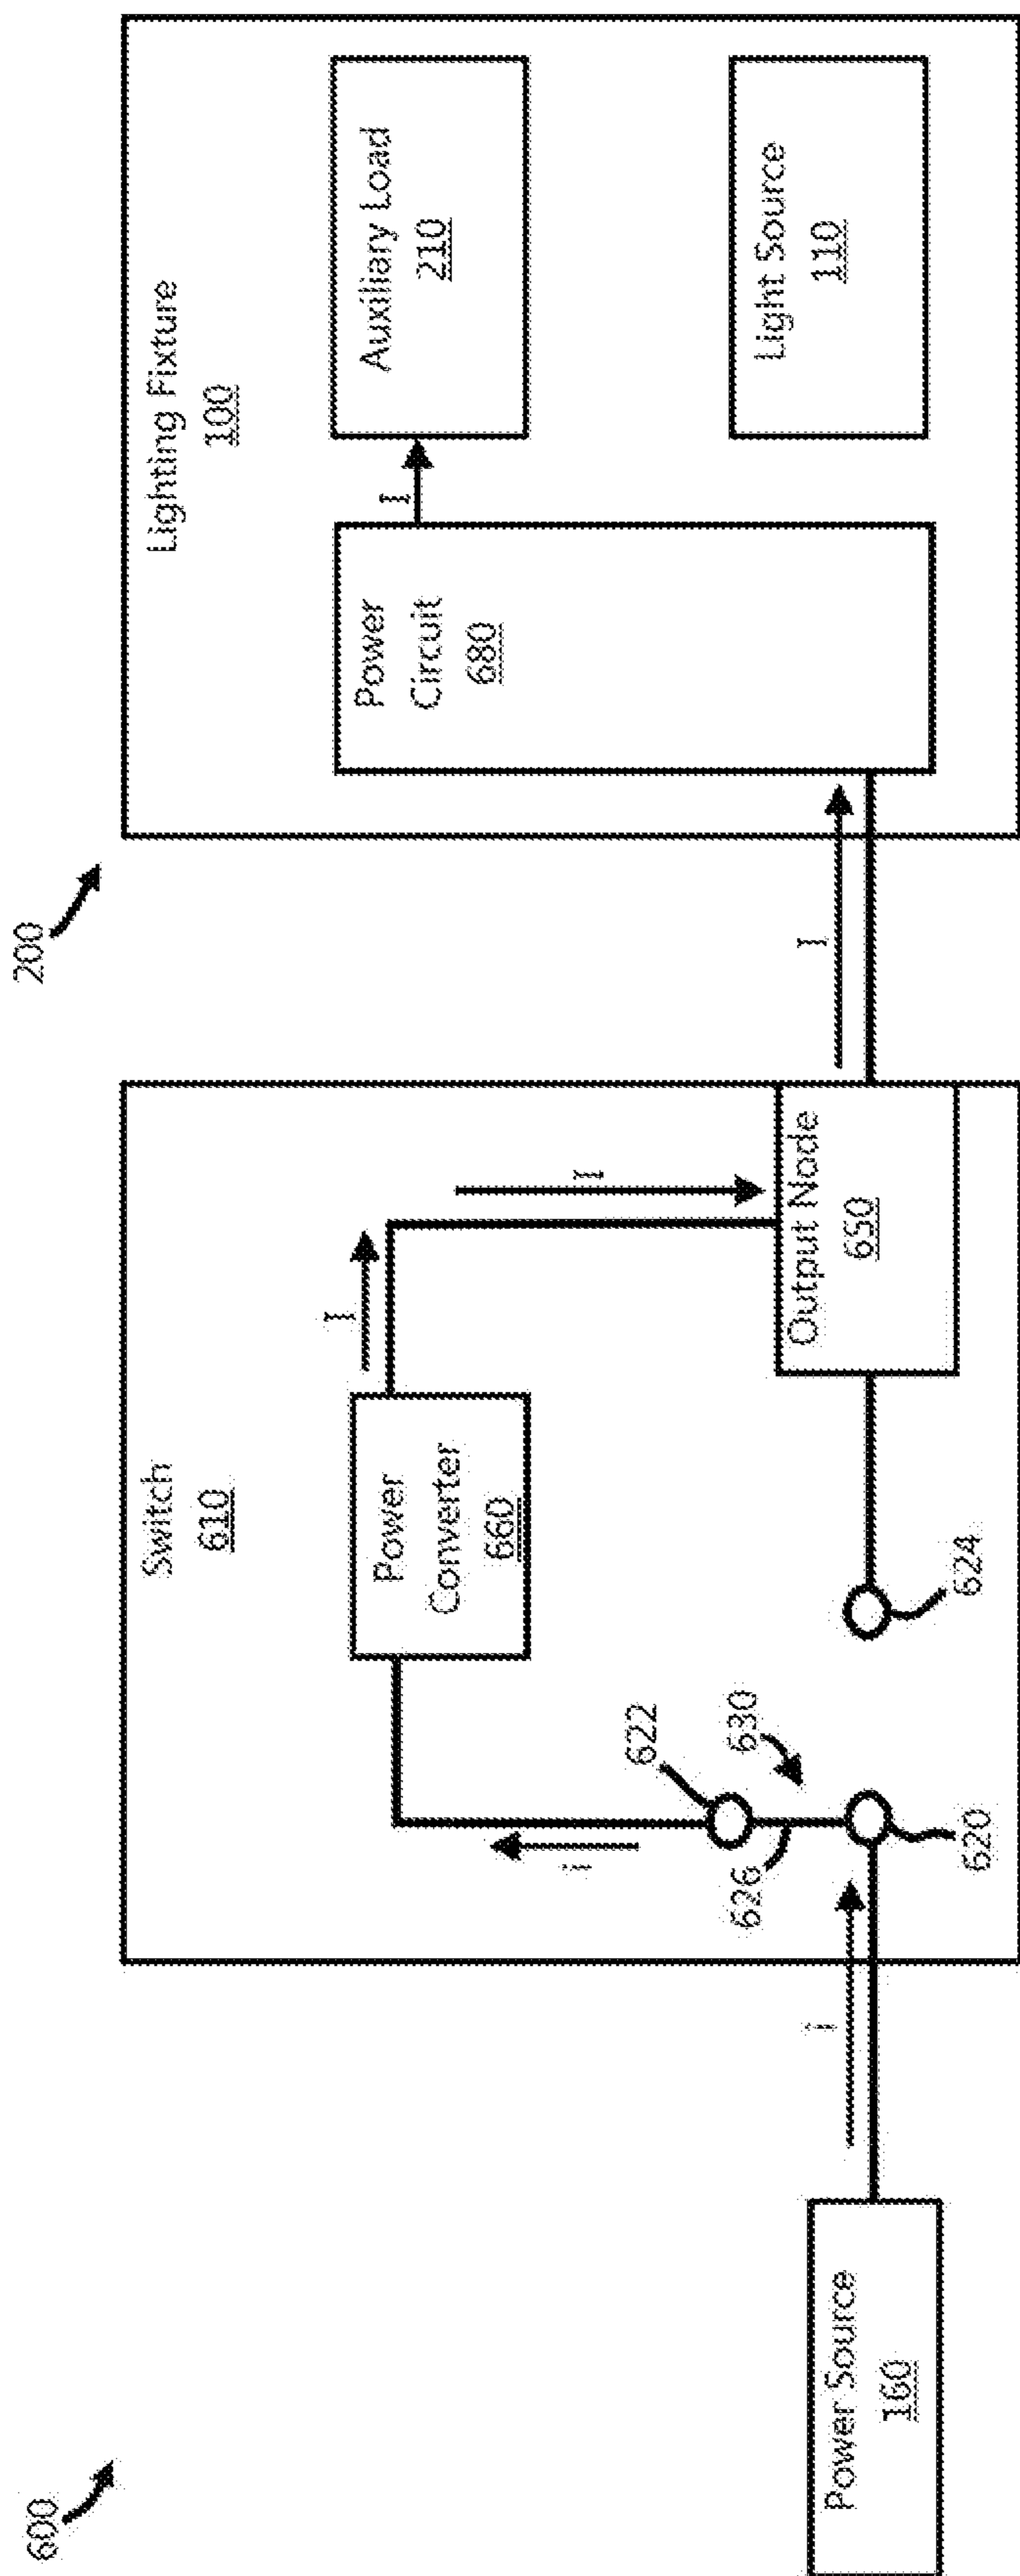 600
200
Power Source
160
i
Switch
610
i
622
626
630
620
624
Power
Converter
660
I
I
Output Node
650
I
Lighting Fixture
100
Power
Circuit
680
I
Auxiliary Load
210
Light Source
110